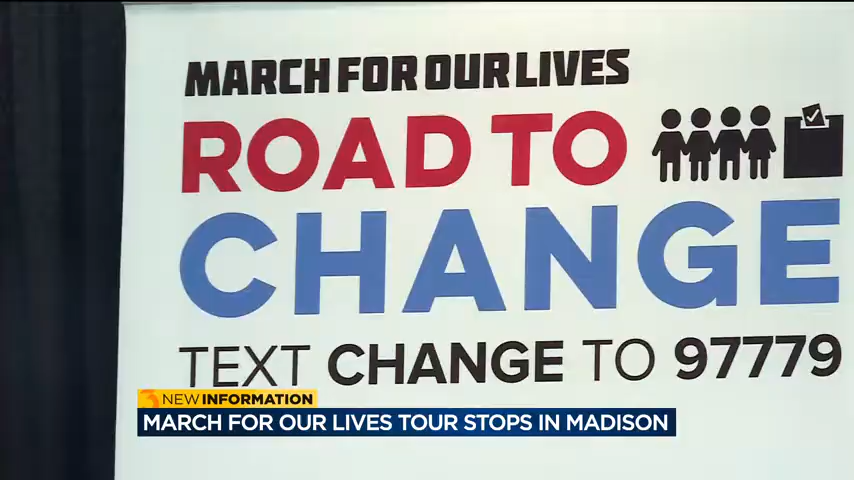 MARCH FOR OUR LIVES
ROAD TO
CHANGE
TEXT CHANGE TO 97779
3 NEW INFORMATION
MARCH FOR OUR LIVES TOUR STOPS IN MADISON